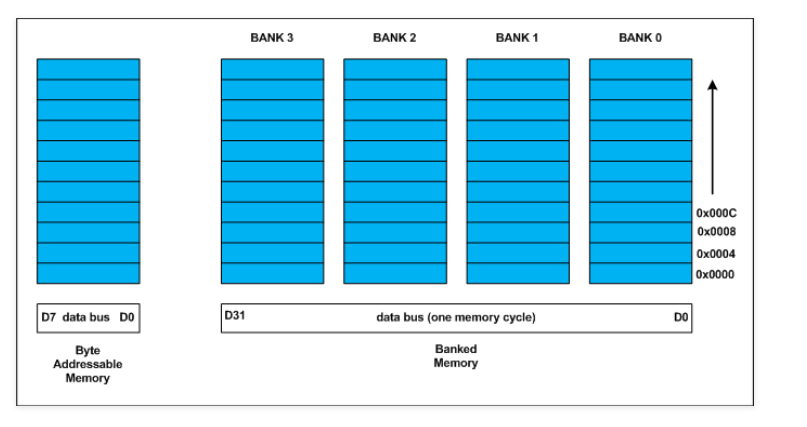 BANK 3 BANK 2 BANK 1 BANK 0
0x000C
0x0008
0x0004
0x0000
D7 data bus D0
D31 data bus (one memory cycle) D0
Byte
Addressable
Memory
Banked
Memory